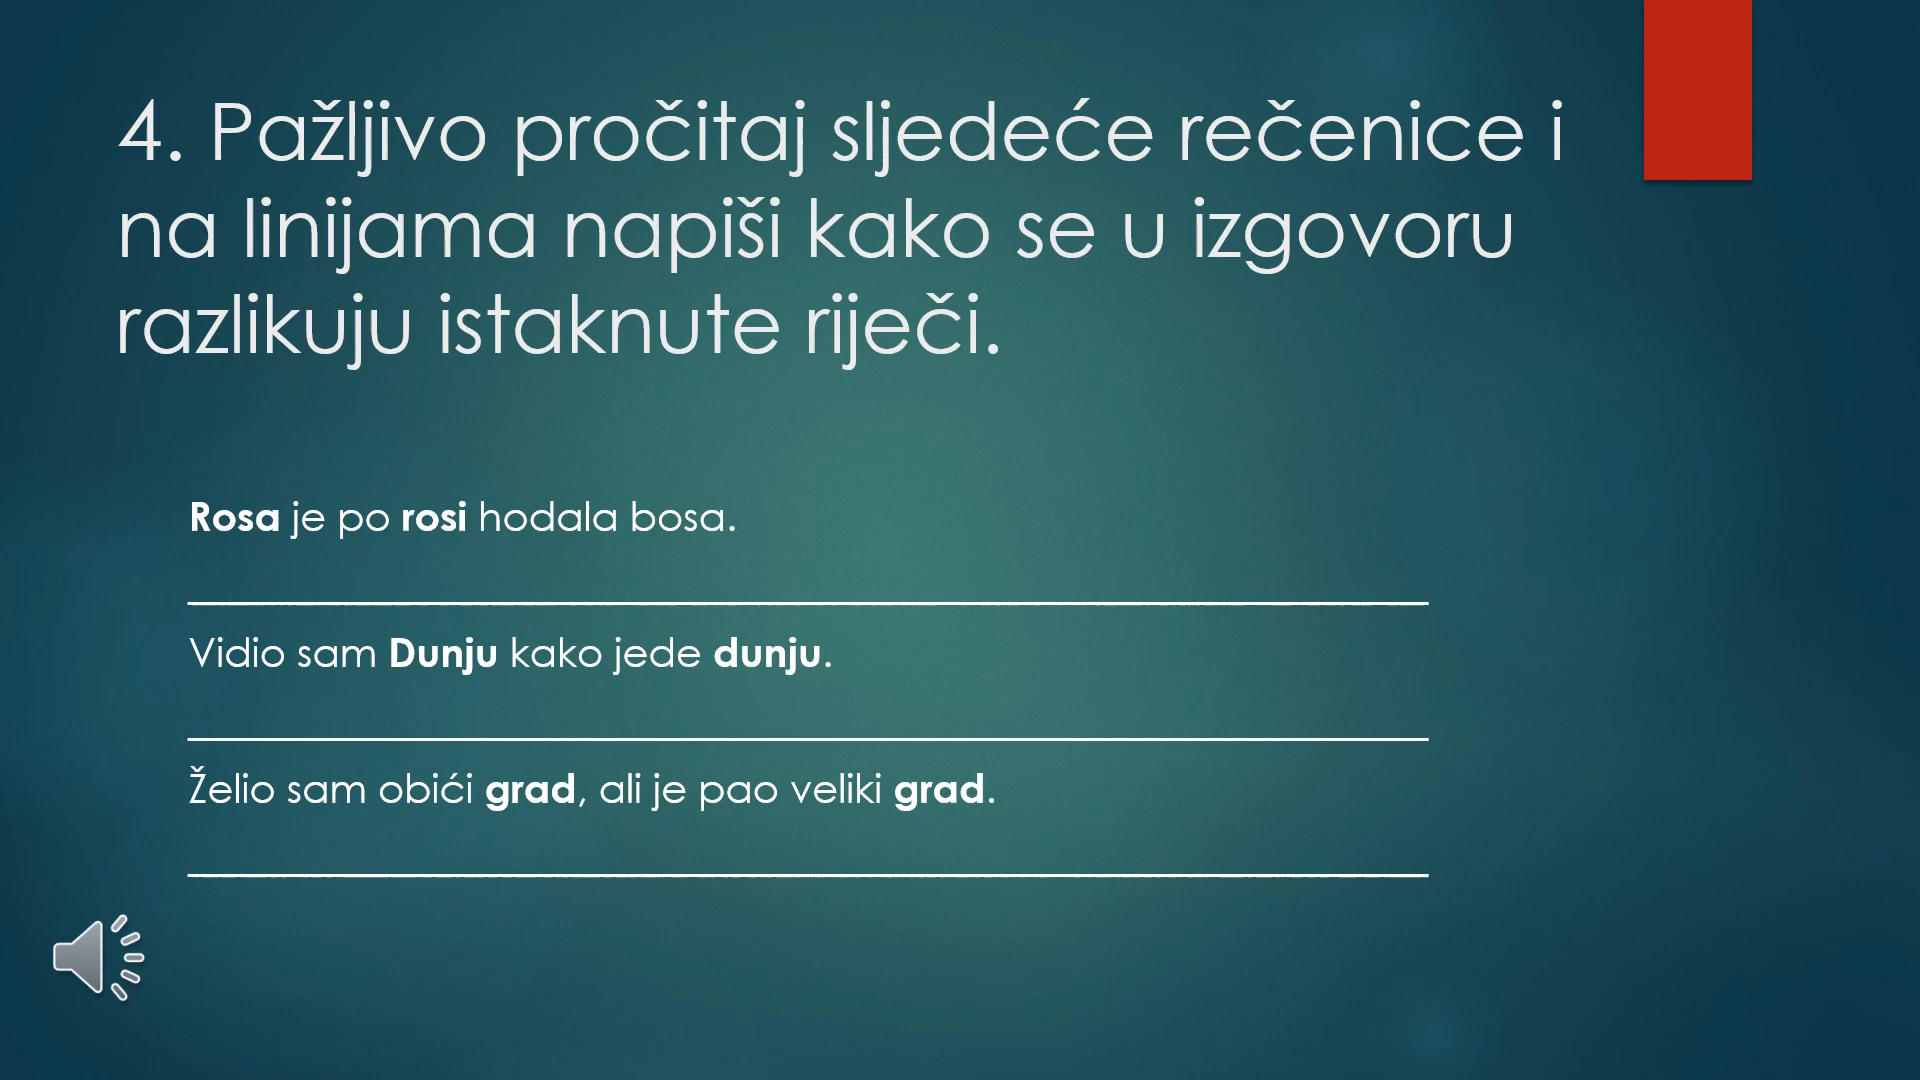 4. Pažljivo pročitaj sljedeće rečenice i
na linijama napiši kako se u izgovoru
razlikuju istaknute riječi.
Rosa je po rosi hodala bosa.
Vidio sam Dunju kako jede dunju.
Želio sam obići grad, ali je pao veliki grad.